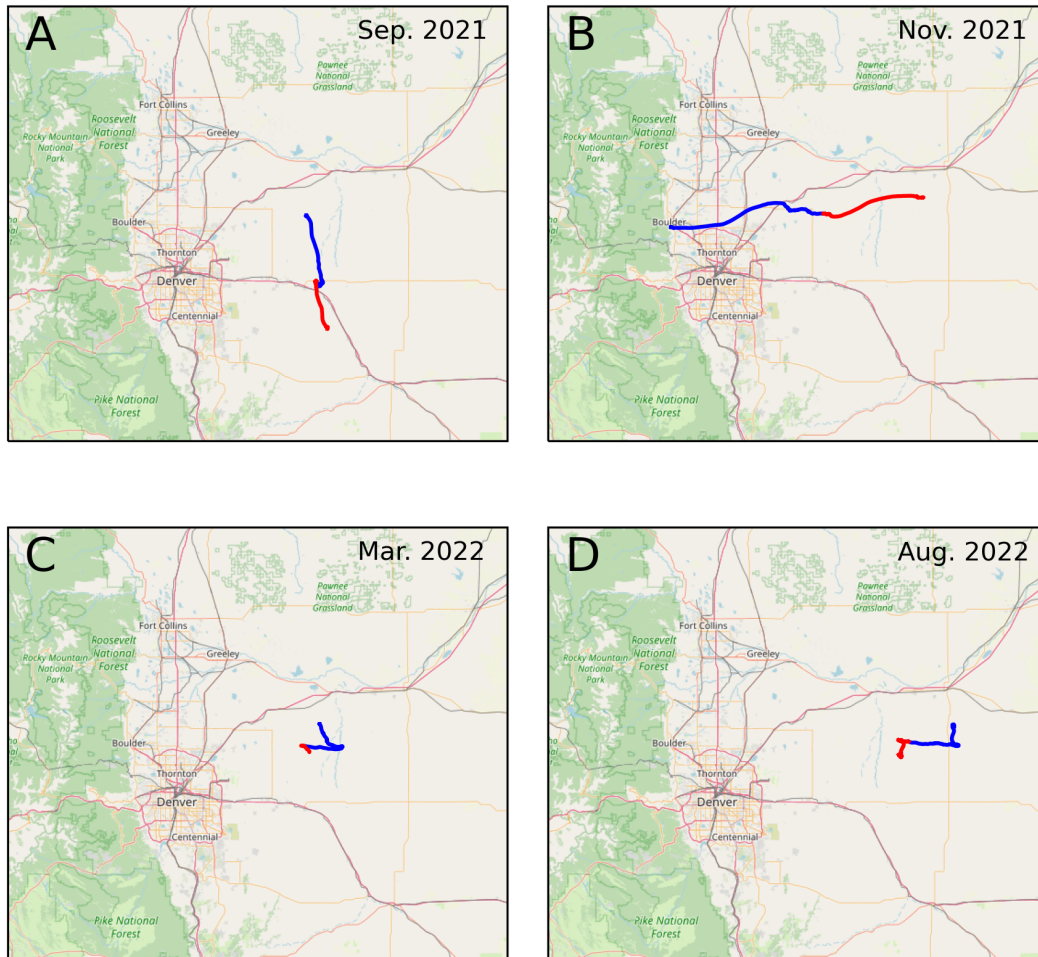 A
Sep. 2021
Pawnee
National
Grassland
Fort Collins
Roosevelt
National
Forest
Greeley
Rocky Mountain
National
Park
Boulder
Thornton
Denver
Centennial
Pike National
Forest
B
Nov. 2021
Pawnee
National
Grassland
Fort Collins
Roosevelt
National
Forest
Greeley
Rocky Mountain
National
Park
Boulder
Thornton
Denver
Centennial
Pike National
Forest
C
Mar. 2022
Pawnee
National
Grassland
Fort Collins
Roosevelt
National
Forest
Greeley
Rocky Mountain
National
Park
Boulder
Thornton
Denver
Centennial
Pike National
Forest
D
Aug. 2022
Pawnee
National
Grassland
Fort Collins
Roosevelt
National
Forest
Greeley
Rocky Mountain
National
Park
Boulder
Thornton
Denver
Centennial
Pike National
Forest